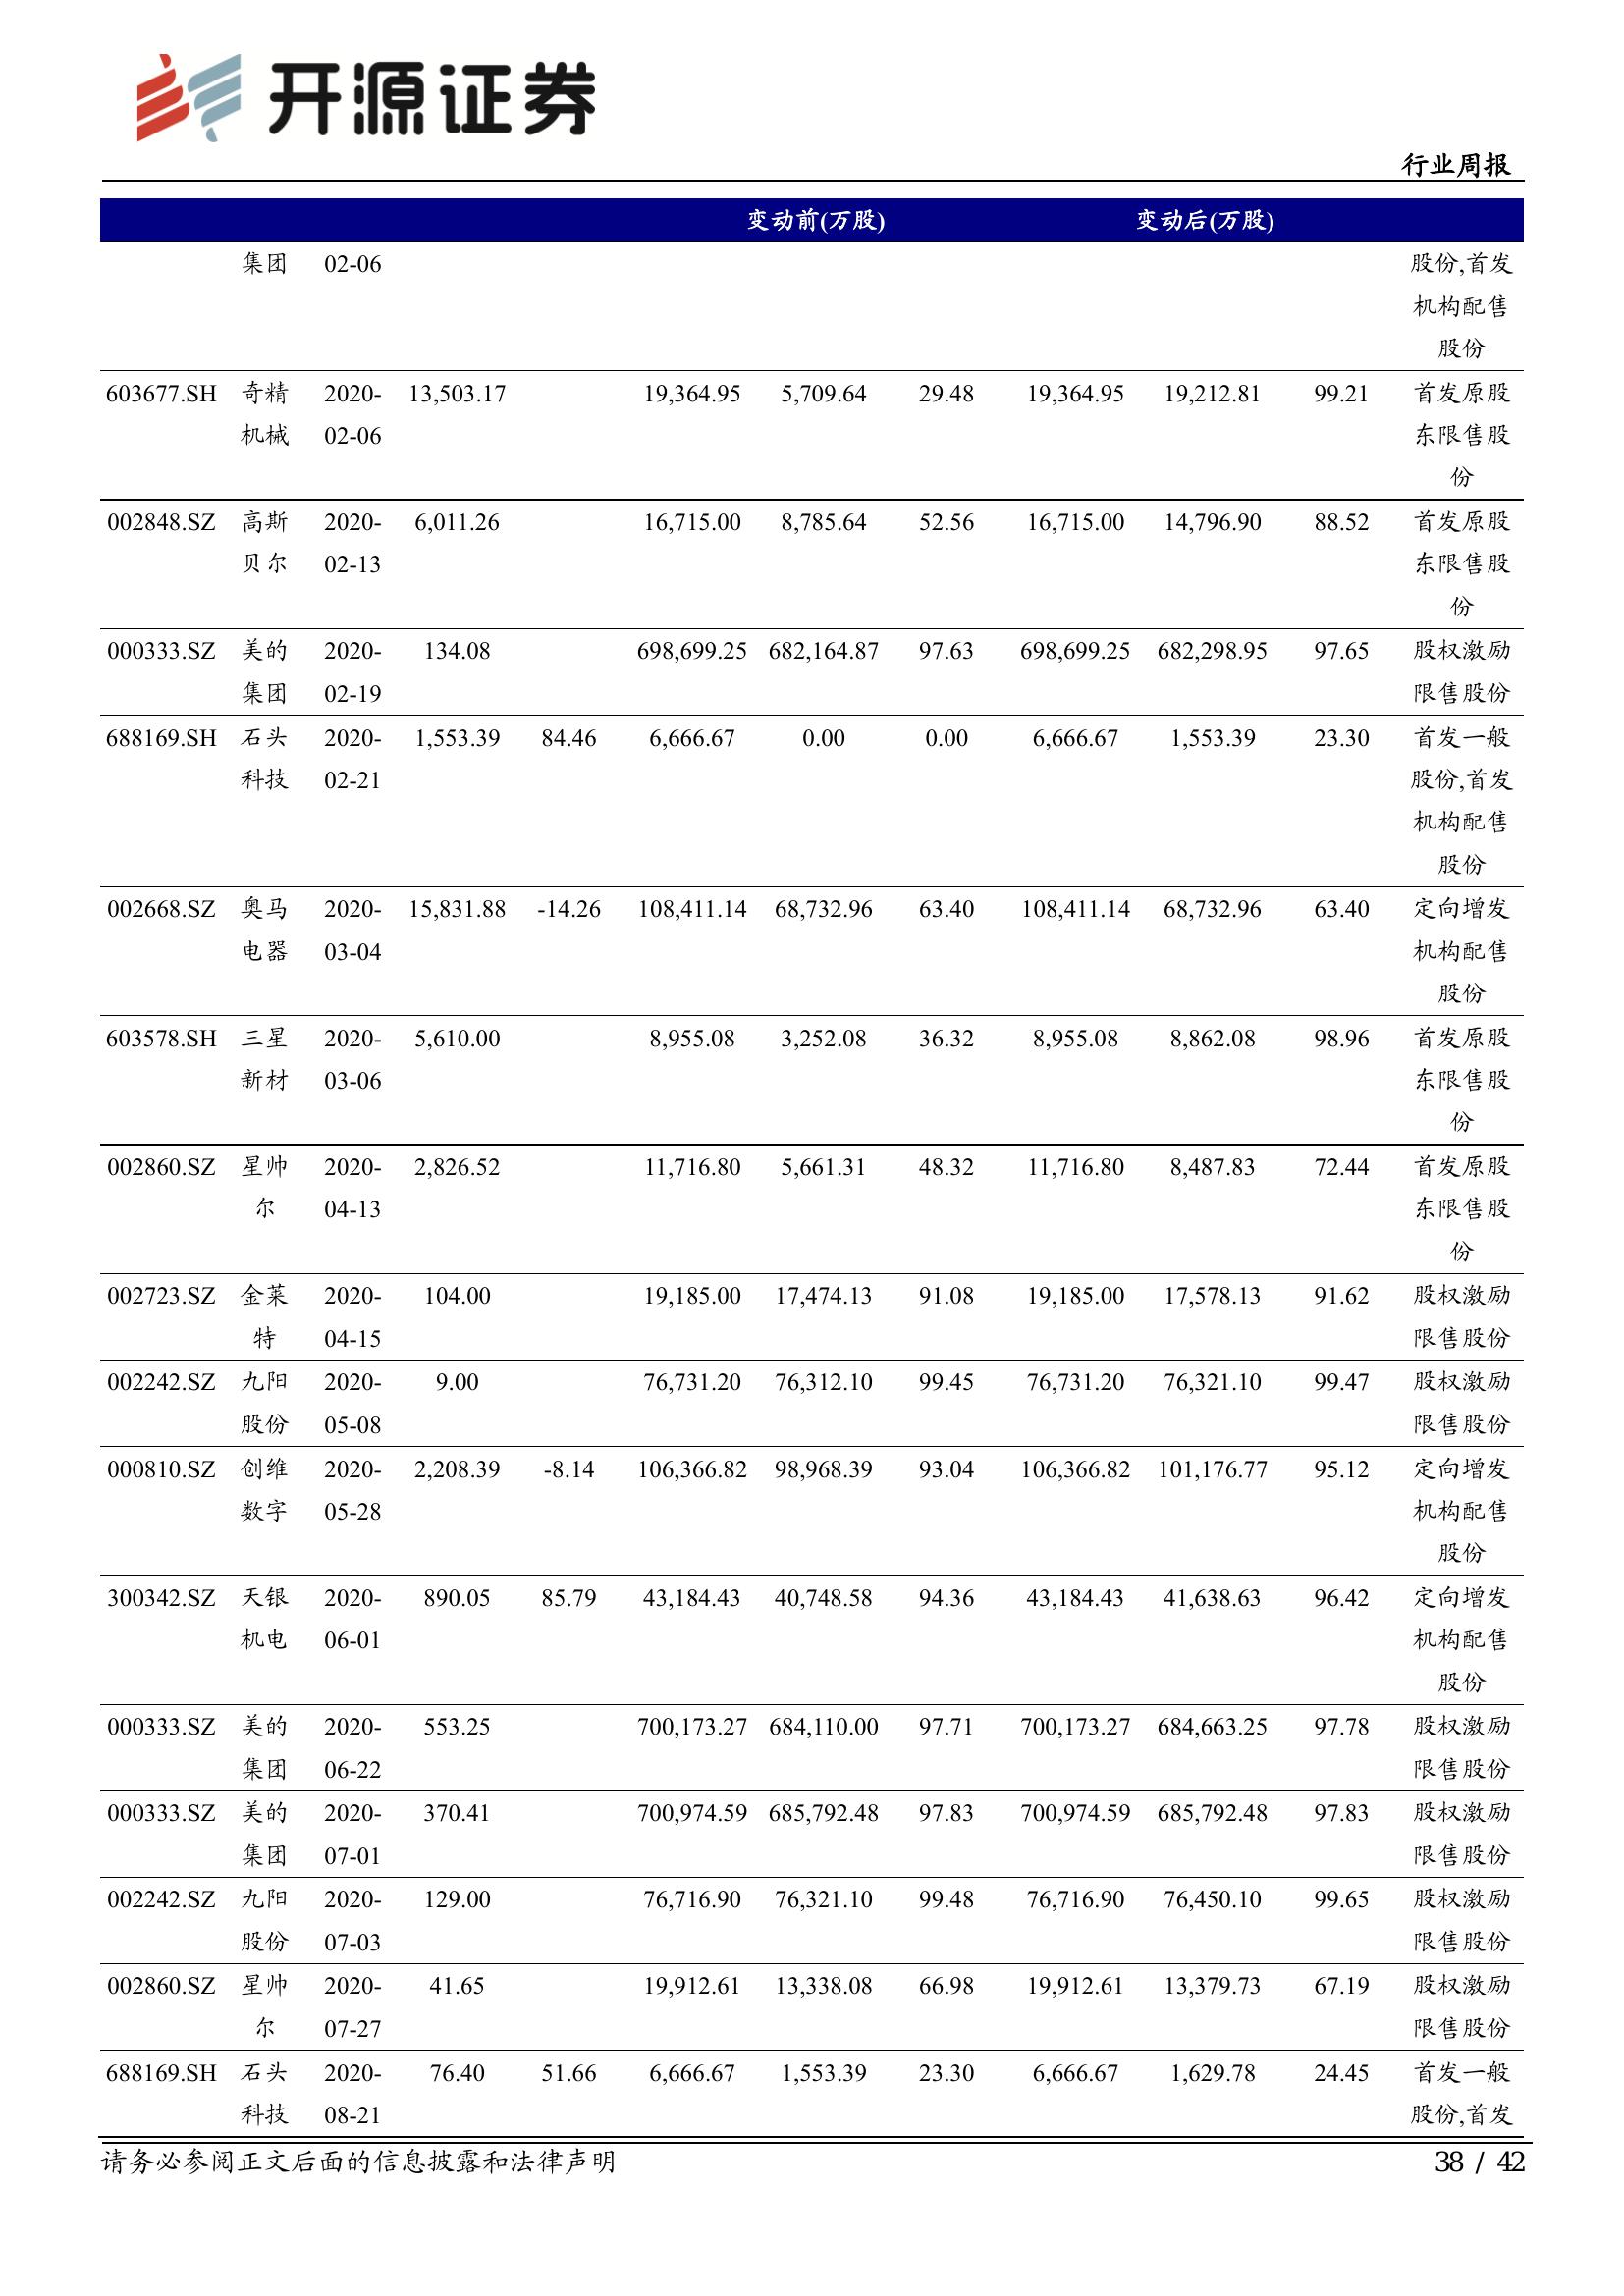 开源证券
行业周报
变动前(万股) 变动后(万股)
集团 02-06 股份,首发
机构配售
股份
603677.SH 奇精 2020- 13,503.17 19,364.95 5,709.64 29.48 19,364.95 19,212.81 99.21 首发原股
机械 02-06 东限售股
份
002848.SZ 高斯 2020- 6,011.26 16,715.00 8,785.64 52.56 16,715.00 14,796.90 88.52 首发原股
贝尔 02-13 东限售股
份
000333.SZ 美的 2020- 134.08 698,699.25 682,164.87 97.63 698,699.25 682,298.95 97.65 股权激励
集团 02-19 限售股份
688169.SH 石头 2020- 1,553.39 84.46 6,666.67 0.00 0.00 6,666.67 1,553.39 23.30 首发一般
科技 02-21 股份,首发
机构配售
股份
002668.SZ 奥马 2020- 15,831.88 -14.26 108,411.14 68,732.96 63.40 108,411.14 68,732.96 63.40 定向增发
电器 03-04 机构配售
股份
603578.SH 三星 2020- 5,610.00 8,955.08 3,252.08 36.32 8,955.08 8,862.08 98.96 首发原股
新材 03-06 东限售股
份
002860.SZ 星帅 2020- 2,826.52 11,716.80 5,661.31 48.32 11,716.80 8,487.83 72.44 首发原股
尔 04-13 东限售股
份
002723.SZ 金莱 2020- 104.00 19,185.00 17,474.13 91.08 19,185.00 17,578.13 91.62 股权激励
特 04-15 限售股份
002242.SZ 九阳 2020- 9.00 76,731.20 76,312.10 99.45 76,731.20 76,321.10 99.47 股权激励
股份 05-08 限售股份
000810.SZ 创维 2020- 2,208.39 -8.14 106,366.82 98,968.39 93.04 106,366.82 101,176.77 95.12 定向增发
数字 05-28 机构配售
股份
300342.SZ 天银 2020- 890.05 85.79 43,184.43 40,748.58 94.36 43,184.43 41,638.63 96.42 定向增发
机电 06-01 机构配售
股份
000333.SZ 美的 2020- 553.25 700,173.27 684,110.00 97.71 700,173.27 684,663.25 97.78 股权激励
集团 06-22 限售股份
000333.SZ 美的 2020- 370.41 700,974.59 685,792.48 97.83 700,974.59 685,792.48 97.83 股权激励
集团 07-01 限售股份
002242.SZ 九阳 2020- 129.00 76,716.90 76,321.10 99.48 76,716.90 76,450.10 99.65 股权激励
股份 07-03 限售股份
002860.SZ 星帅 2020- 41.65 19,912.61 13,338.08 66.98 19,912.61 13,379.73 67.19 股权激励
尔 07-27 限售股份
688169.SH 石头 2020- 76.40 51.66 6,666.67 1,553.39 23.30 6,666.67 1,629.78 24.45 首发一般
科技 08-21 股份,首发
请务必参阅正文后面的信息披露和法律声明 38 / 42